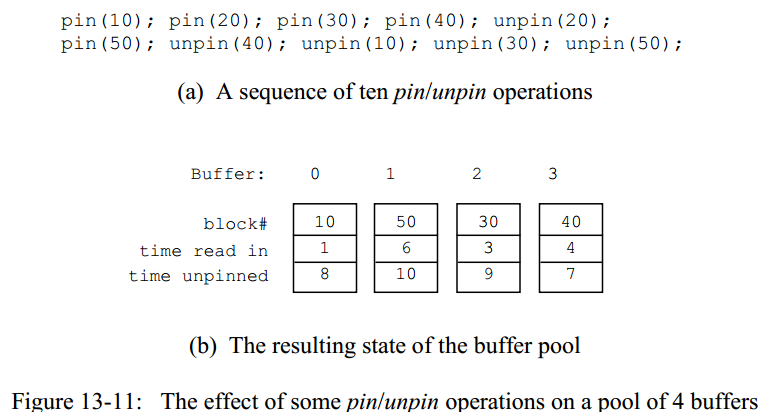 pin(10); pin(20); pin(30); pin(40); unpin(20);
pin(50); unpin(40); unpin(10); unpin(30); unpin(50);
(a) A sequence of ten pin/unpin operations
Buffer: 0 1 2 3
block# 10 50 30 40
time read in 1 6 3 4
time unpinned 8 10 9 7
(b) The resulting state of the buffer pool
Figure 13-11: The effect of some pin/unpin operations on a pool of 4 buffers